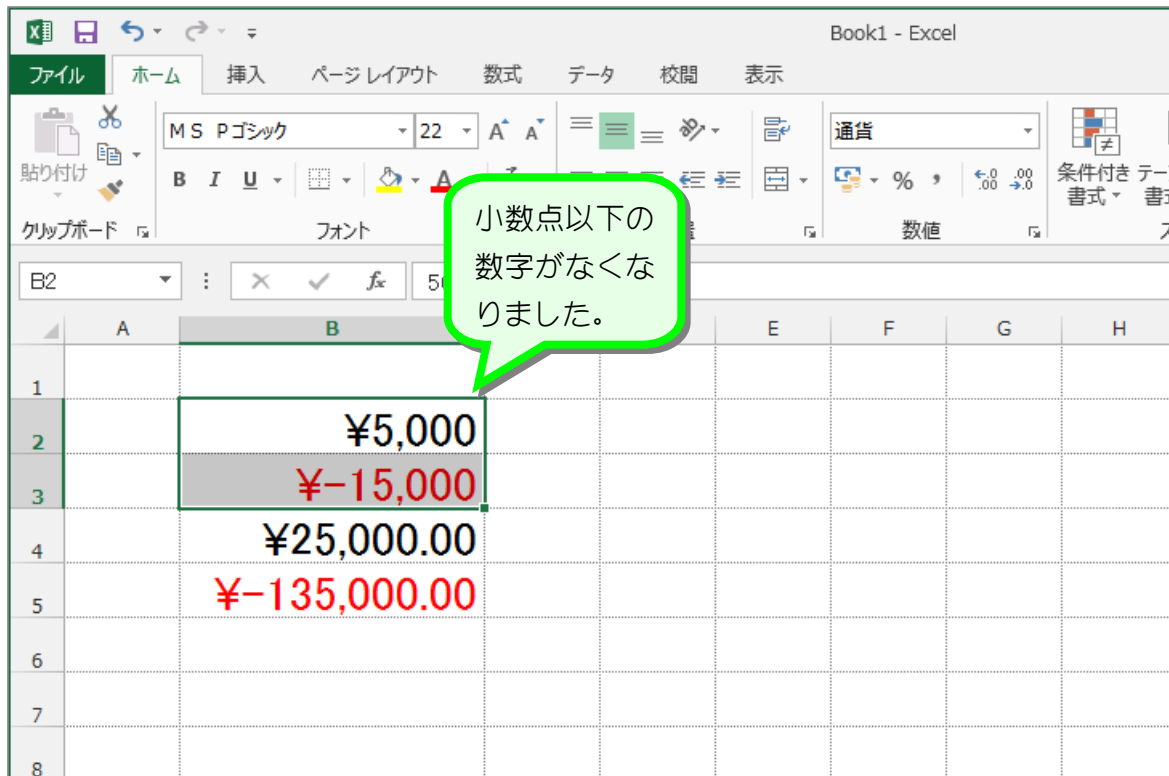 Book1 - Excel
ファイル ホーム 挿入 ページ レイアウト 数式 データ 校閲 表示
貼り付け
ＭＳ Ｐゴシック 22 A A
B I U A
通貨
% ,
条件付き
書式
クリップボード フォント 数値
小数点以下の
数字がなくな
りました。
B2 fx
A B E F G H
1
2 ¥5,000
3 ¥-15,000
4 ¥25,000.00
5 ¥-135,000.00
6
7
8